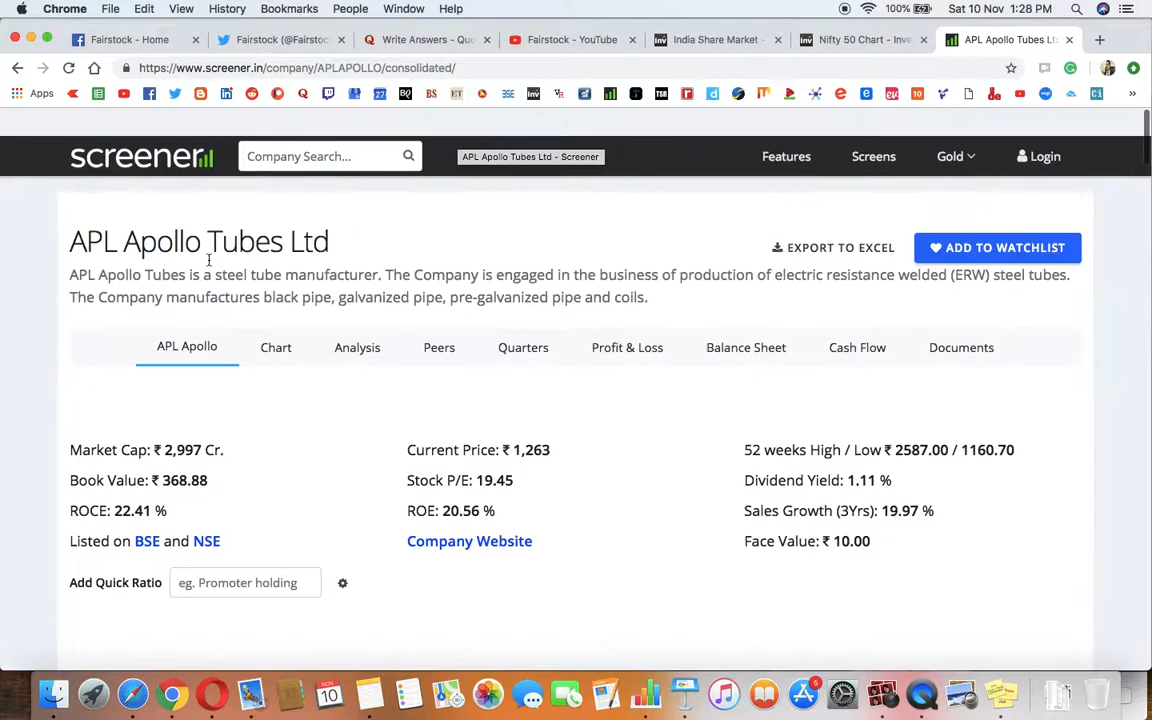 Chrome File Edit View History Bookmarks People Window Help 100% Sat 10 Nov 1:28 PM
Fairstock - Home Fairstock (@Fairstoc Write Answers - Quo Fairstock - YouTube India Share Market - Nifty 50 Chart - Inve APL Apollo Tubes Ltd
https://www.screener.in/company/APLAPOLLO/consolidated/
Apps
screener Company Search... APL Apollo Tubes Ltd - Screener Features Screens Gold Login
APL Apollo Tubes Ltd
EXPORT TO EXCEL ADD TO WATCHLIST
APL Apollo Tubes is a steel tube manufacturer. The Company is engaged in the business of production of electric resistance welded (ERW) steel tubes.
The Company manufactures black pipe, galvanized pipe, pre-galvanized pipe and coils.
APL Apollo Chart Analysis Peers Quarters Profit & Loss Balance Sheet Cash Flow Documents
Market Cap: ₹ 2,997 Cr. Current Price: ₹ 1,263 52 weeks High / Low ₹ 2587.00 / 1160.70
Book Value: ₹ 368.88 Stock P/E: 19.45 Dividend Yield: 1.11 %
ROCE: 22.41 % ROE: 20.56 % Sales Growth (3Yrs): 19.97 %
Listed on BSE and NSE Company Website Face Value: ₹ 10.00
Add Quick Ratio eg. Promoter holding